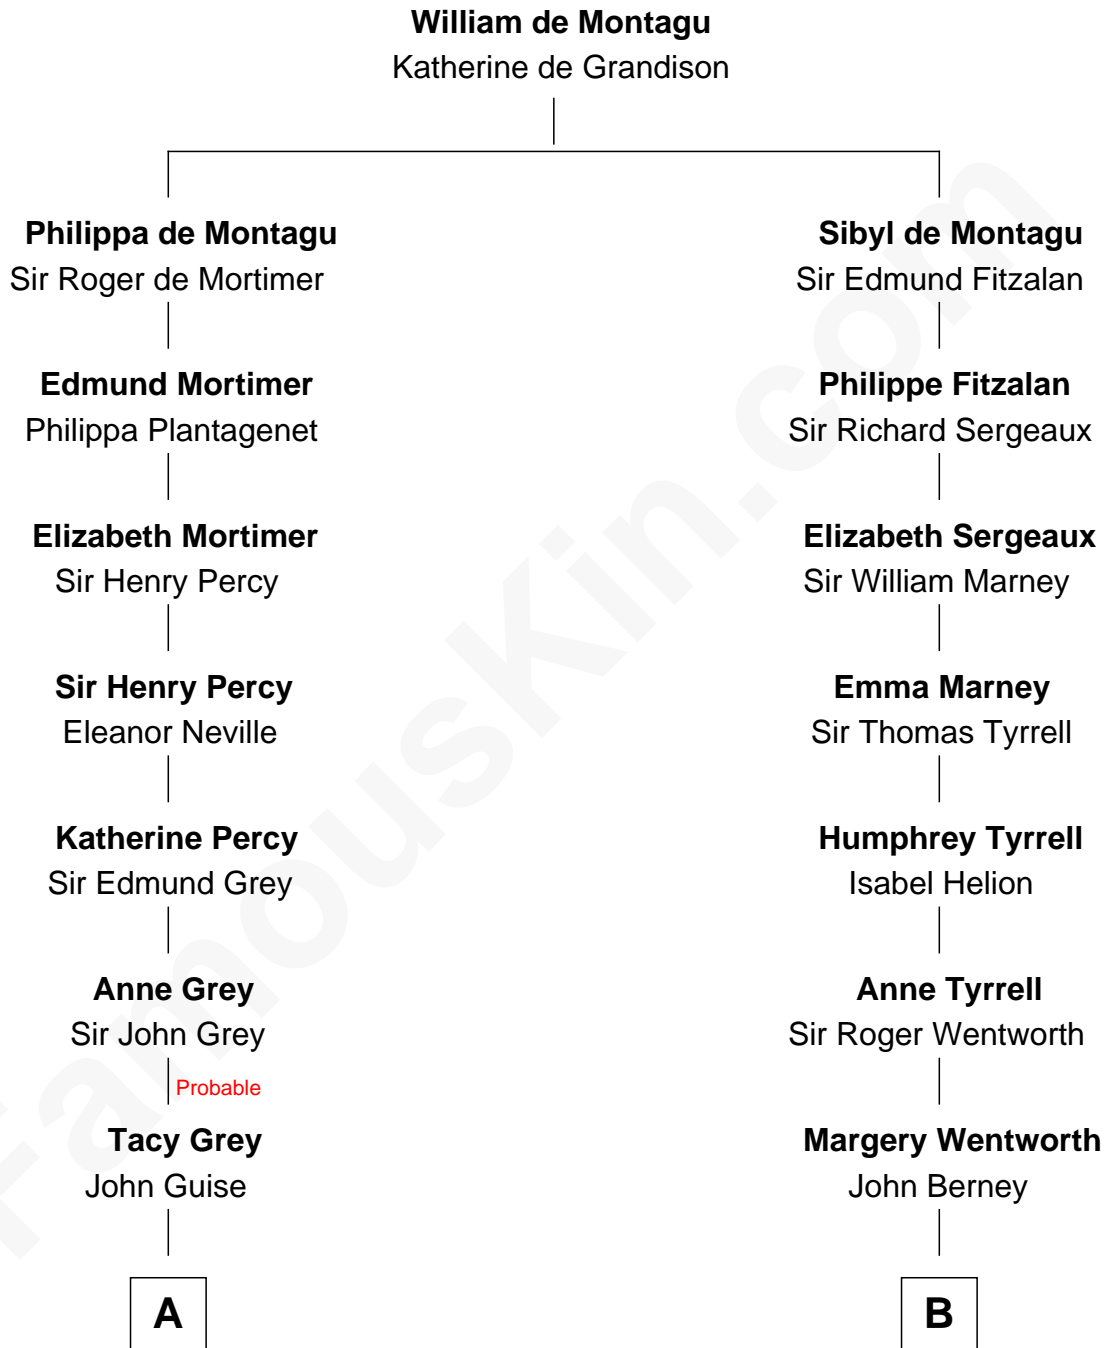 William de Montagu
Katherine de Grandison
Philippa de Montagu
Sir Roger de Mortimer
Sibyl de Montagu
Sir Edmund Fitzalan
Edmund Mortimer
Philippa Plantagenet
Philippe Fitzalan
Sir Richard Sergeaux
Elizabeth Mortimer
Sir Henry Percy
Elizabeth Sergeaux
Sir William Marney
Sir Henry Percy
Eleanor Neville
Emma Marney
Sir Thomas Tyrrell
Katherine Percy
Sir Edmund Grey
Humphrey Tyrrell
Isabel Helion
Anne Grey
Sir John Grey
Anne Tyrrell
Sir Roger Wentworth
Probable
Tacy Grey
John Guise
Margery Wentworth
John Berney
A
B
FamousKin.com